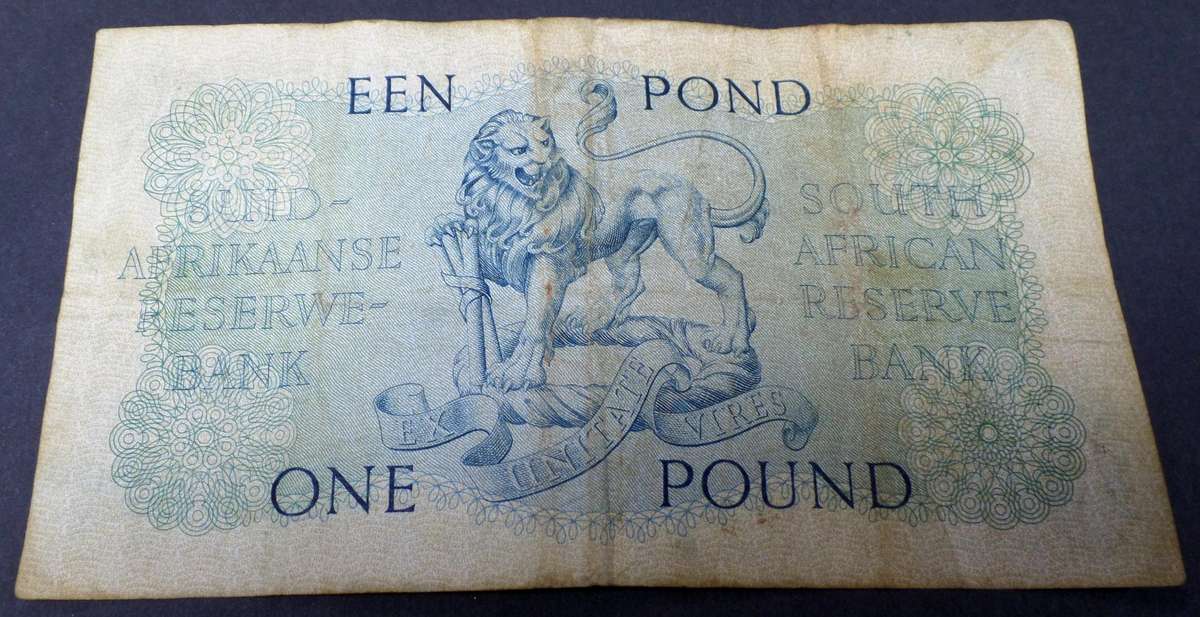 EEN POND
SUID-
AFRIKAANSE
RESERWE-
BANK
SOUTH
AFRICAN
RESERVE
BANK
EX UNITATE VIRES
ONE POUND